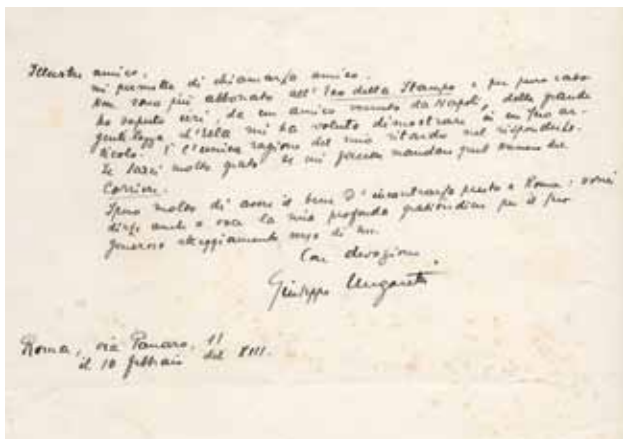 Illustre amico,
mi permetta di chiamarla amico.
Non sono più abbonato all'Eco della Stampa e per puro caso
ho saputo ieri, da un amico venuto da Napoli, della grande
gentilezza ch'Ella mi ha voluto dimostrare in un Suo ar-
ticolo. È l'unica ragione del mio ritardo nel risponderle.
Le sarei molto grato se mi facesse mandare quel numero del
Corriere.
Spero molto di avere il bene d'incontrarla presto a Roma: vorrei
dirle anche a voce la mia profonda gratitudine per il suo
generoso atteggiamento verso di me.
Con devozione,
Giuseppe Ungaretti
Roma, via Panaro, 11
il 10 febbraio del VIII.